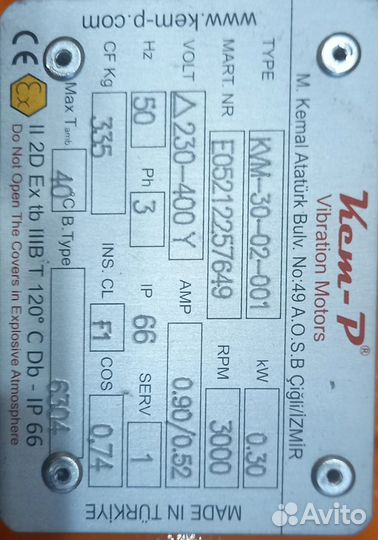 Kem-P®
Vibration Motors
M. Kemal Atatürk Bulv. No:49 A.O.S.B Çiğli/İZMİR
TYPE KVM-30-02-001 kW 0.30
MART. NR E05212257649 RPM 3000
VOLT △ 230-400 Y AMP 0.90/0.52
Hz 50 Ph 3 IP 66 SERV 1
CF Kg 335 INS. CL F1 COS 0,74
Max Tamb. 40°C B.Type 6304
CE Ex II 2D Ex tb IIIB T 120° C Db - IP 66
Do Not Open The Covers in Explosive Atmosphere
www.kem-p.com
MADE IN TÜRKİYE
Avito